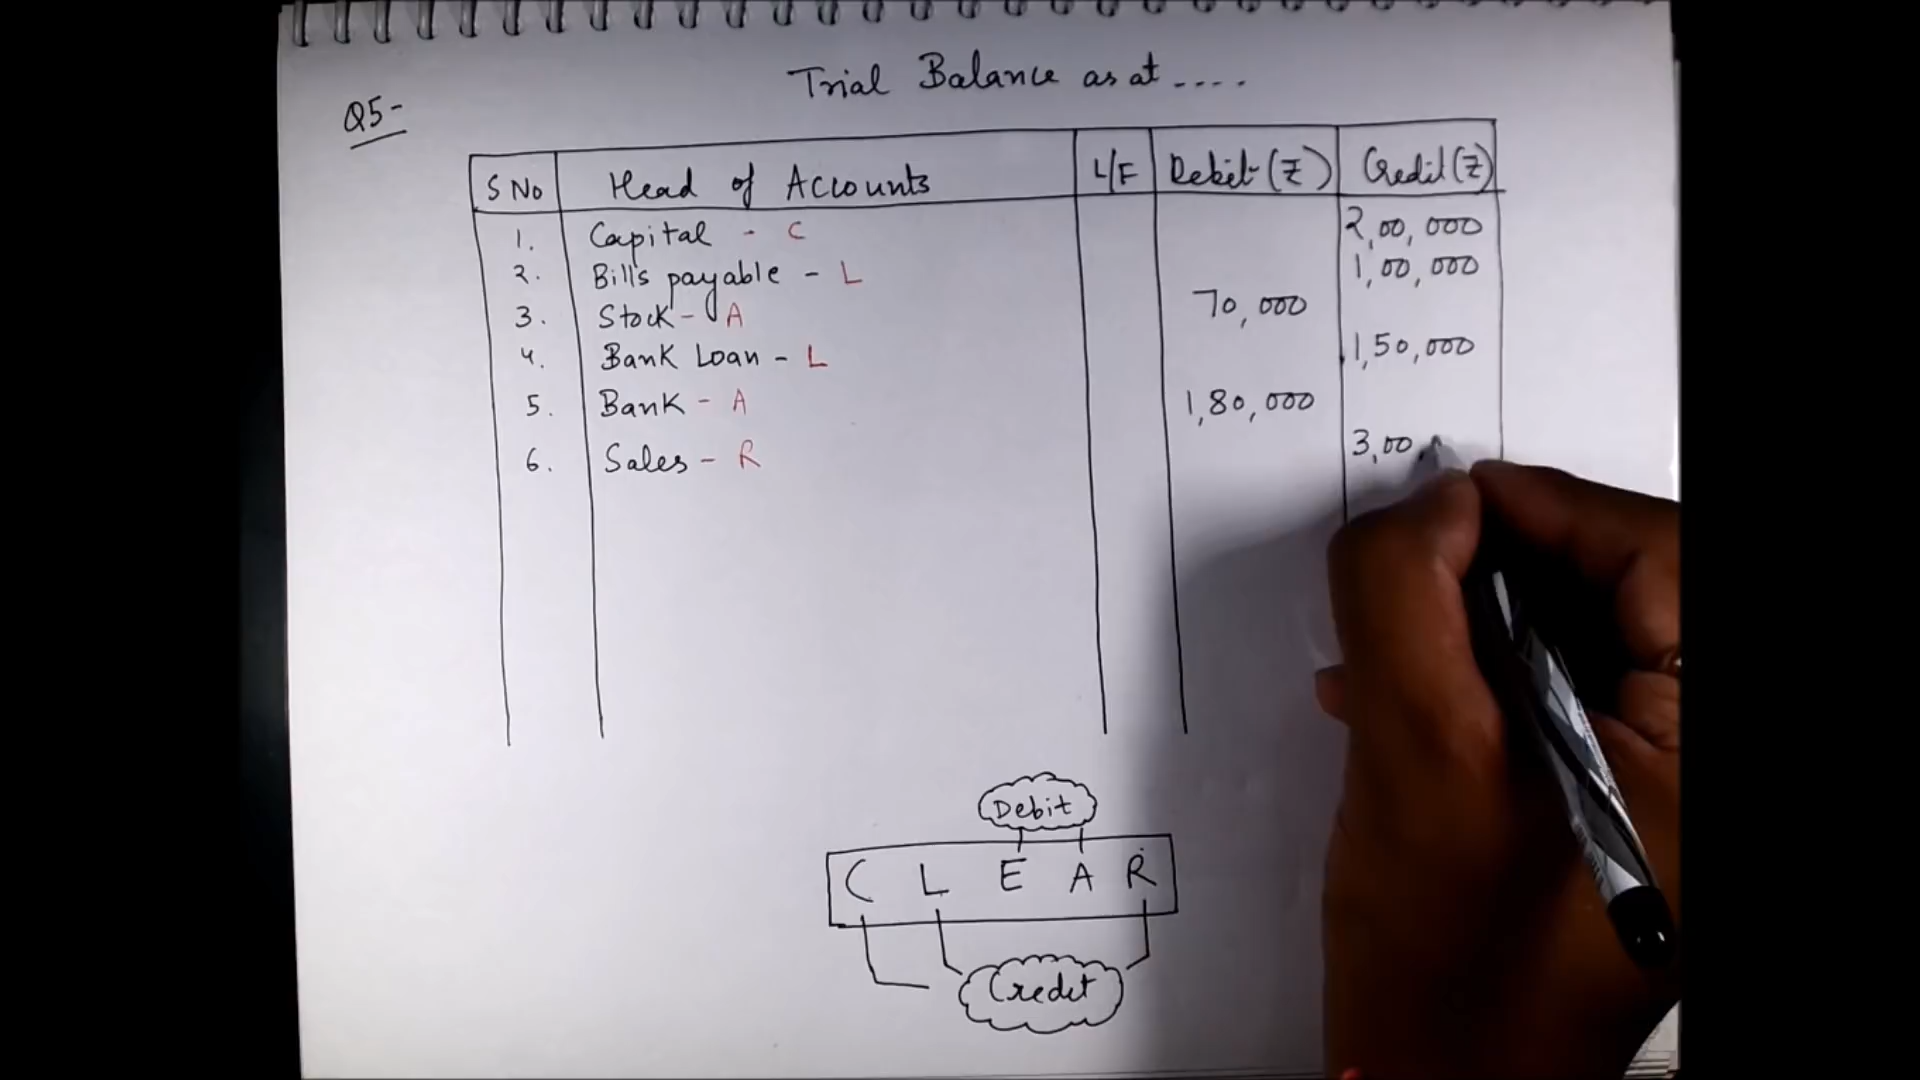 Trial Balance as at ....
Q5-
S No Head of Accounts L/F Debit (₹) Credit (₹)
1. Capital - C 2,00,000
2. Bills payable - L 1,00,000
3. Stock - A 70,000
4. Bank Loan - L 1,50,000
5. Bank - A 1,80,000
6. Sales - R 3,00,
Debit
C L E A R
Credit